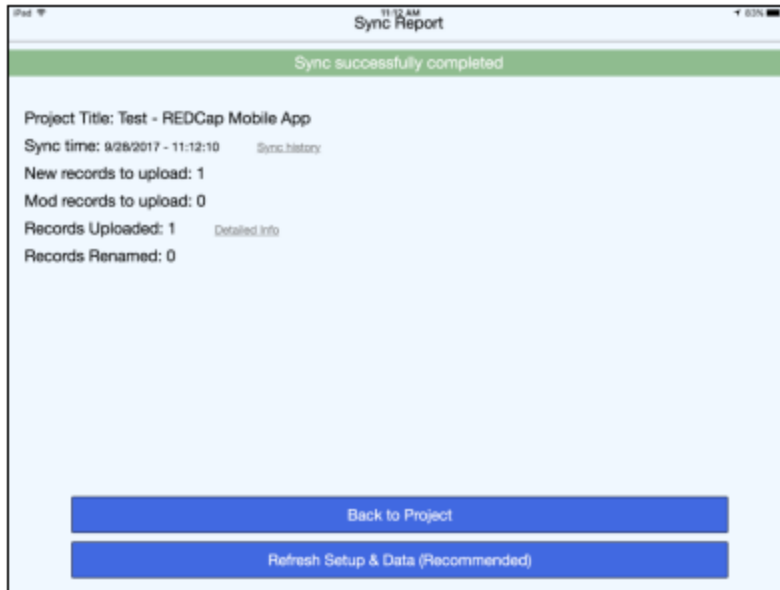 iPad 11:12 AM 83%
Sync Report
Sync successfully completed
Project Title: Test - REDCap Mobile App
Sync time: 9/28/2017 - 11:12:10 Sync history
New records to upload: 1
Mod records to upload: 0
Records Uploaded: 1 Detailed Info
Records Renamed: 0
Back to Project
Refresh Setup & Data (Recommended)